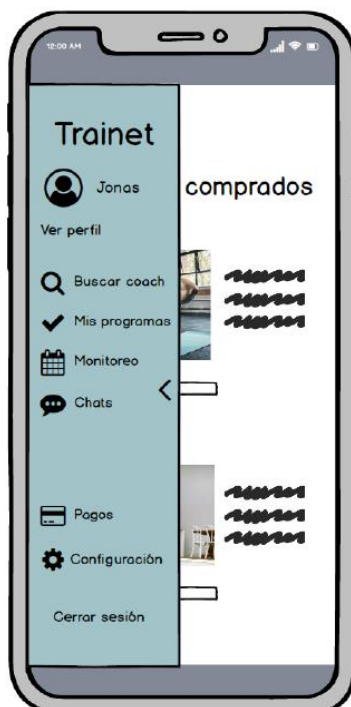 12:00 AM
Trainet
Jonas
comprados
Ver perfil
Buscar coach
Mis programas
Monitoreo
Chats
Pagos
Configuración
Cerrar sesión